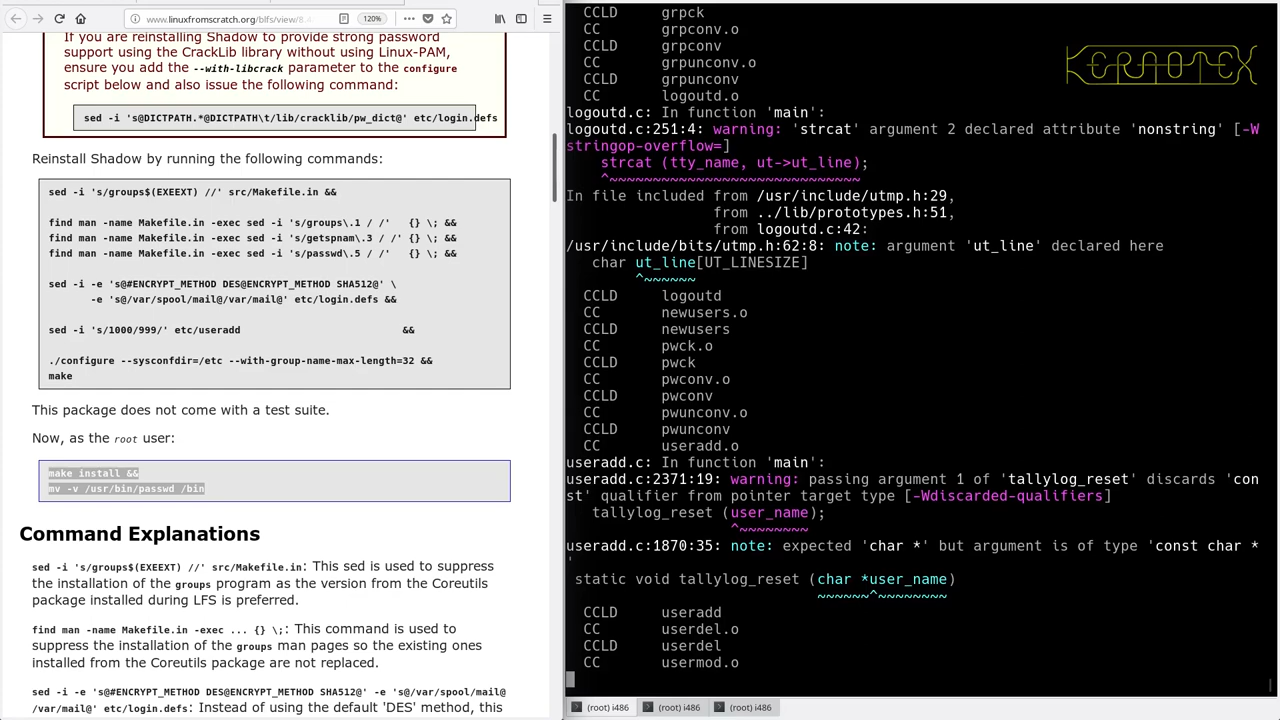 www.linuxfromscratch.org/blfs/view/8.4
120%
If you are reinstalling Shadow to provide strong password
support using the CrackLib library without using Linux-PAM,
ensure you add the --with-libcrack parameter to the configure
script below and also issue the following command:
sed -i 's@DICTPATH.*@DICTPATH\t/lib/cracklib/pw_dict@' etc/login.defs
Reinstall Shadow by running the following commands:
sed -i 's/groups$(EXEEXT) //' src/Makefile.in &&
find man -name Makefile.in -exec sed -i 's/groups\.1 / /'   {} \; &&
find man -name Makefile.in -exec sed -i 's/getspnam\.3 / /' {} \; &&
find man -name Makefile.in -exec sed -i 's/passwd\.5 / /'   {} \; &&
sed -i -e 's@#ENCRYPT_METHOD DES@ENCRYPT_METHOD SHA512@' \
-e 's@/var/spool/mail@/var/mail@' etc/login.defs &&
sed -i 's/1000/999/' etc/useradd                           &&
./configure --sysconfdir=/etc --with-group-name-max-length=32 &&
make
This package does not come with a test suite.
Now, as the root user:
make install &&
mv -v /usr/bin/passwd /bin
Command Explanations
sed -i 's/groups$(EXEEXT) //' src/Makefile.in: This sed is used to suppress
the installation of the groups program as the version from the Coreutils
package installed during LFS is preferred.
find man -name Makefile.in -exec ... {} \;: This command is used to
suppress the installation of the groups man pages so the existing ones
installed from the Coreutils package are not replaced.
sed -i -e 's@#ENCRYPT_METHOD DES@ENCRYPT_METHOD SHA512@' -e 's@/var/spool/mail@
/var/mail@' etc/login.defs: Instead of using the default 'DES' method, this
CCLD     grpck
CC       grpconv.o
CCLD     grpconv
CC       grpunconv.o
CCLD     grpunconv
CC       logoutd.o
logoutd.c: In function 'main':
logoutd.c:251:4: warning: 'strcat' argument 2 declared attribute 'nonstring' [-W
stringop-overflow=]
strcat (tty_name, ut->ut_line);
^~~~~~~~~~~~~~~~~~~~~~~~~~~~~~
In file included from /usr/include/utmp.h:29,
from ../lib/prototypes.h:51,
from logoutd.c:42:
/usr/include/bits/utmp.h:62:8: note: argument 'ut_line' declared here
char ut_line[UT_LINESIZE]
^~~~~~~
CCLD     logoutd
CC       newusers.o
CCLD     newusers
CC       pwck.o
CCLD     pwck
CC       pwconv.o
CCLD     pwconv
CC       pwunconv.o
CCLD     pwunconv
CC       useradd.o
useradd.c: In function 'main':
useradd.c:2371:19: warning: passing argument 1 of 'tallylog_reset' discards 'con
st' qualifier from pointer target type [-Wdiscarded-qualifiers]
tallylog_reset (user_name);
^~~~~~~~~
useradd.c:1870:35: note: expected 'char *' but argument is of type 'const char *
'
static void tallylog_reset (char *user_name)
~~~~~~^~~~~~~~~
CCLD     useradd
CC       userdel.o
CCLD     userdel
CC       usermod.o
(root) i486
(root) i486
(root) i486
KERAOTEX